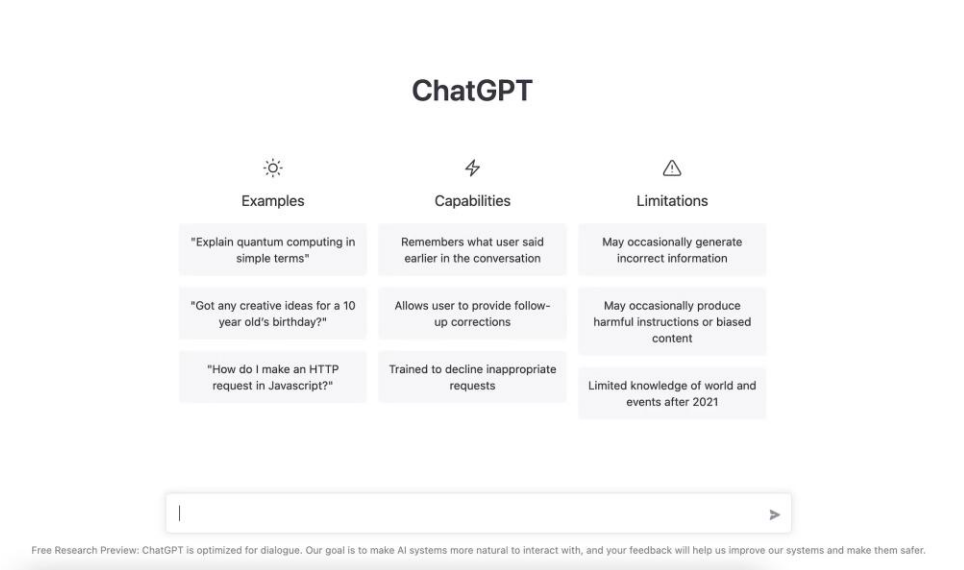 ChatGPT
Examples
"Explain quantum computing in
simple terms"
"Got any creative ideas for a 10
year old's birthday?"
"How do I make an HTTP
request in Javascript?"
Capabilities
Remembers what user said
earlier in the conversation
Allows user to provide follow-
up corrections
Trained to decline inappropriate
requests
Limitations
May occasionally generate
incorrect information
May occasionally produce
harmful instructions or biased
content
Limited knowledge of world and
events after 2021
Free Research Preview: ChatGPT is optimized for dialogue. Our goal is to make AI systems more natural to interact with, and your feedback will help us improve our systems and make them safer.